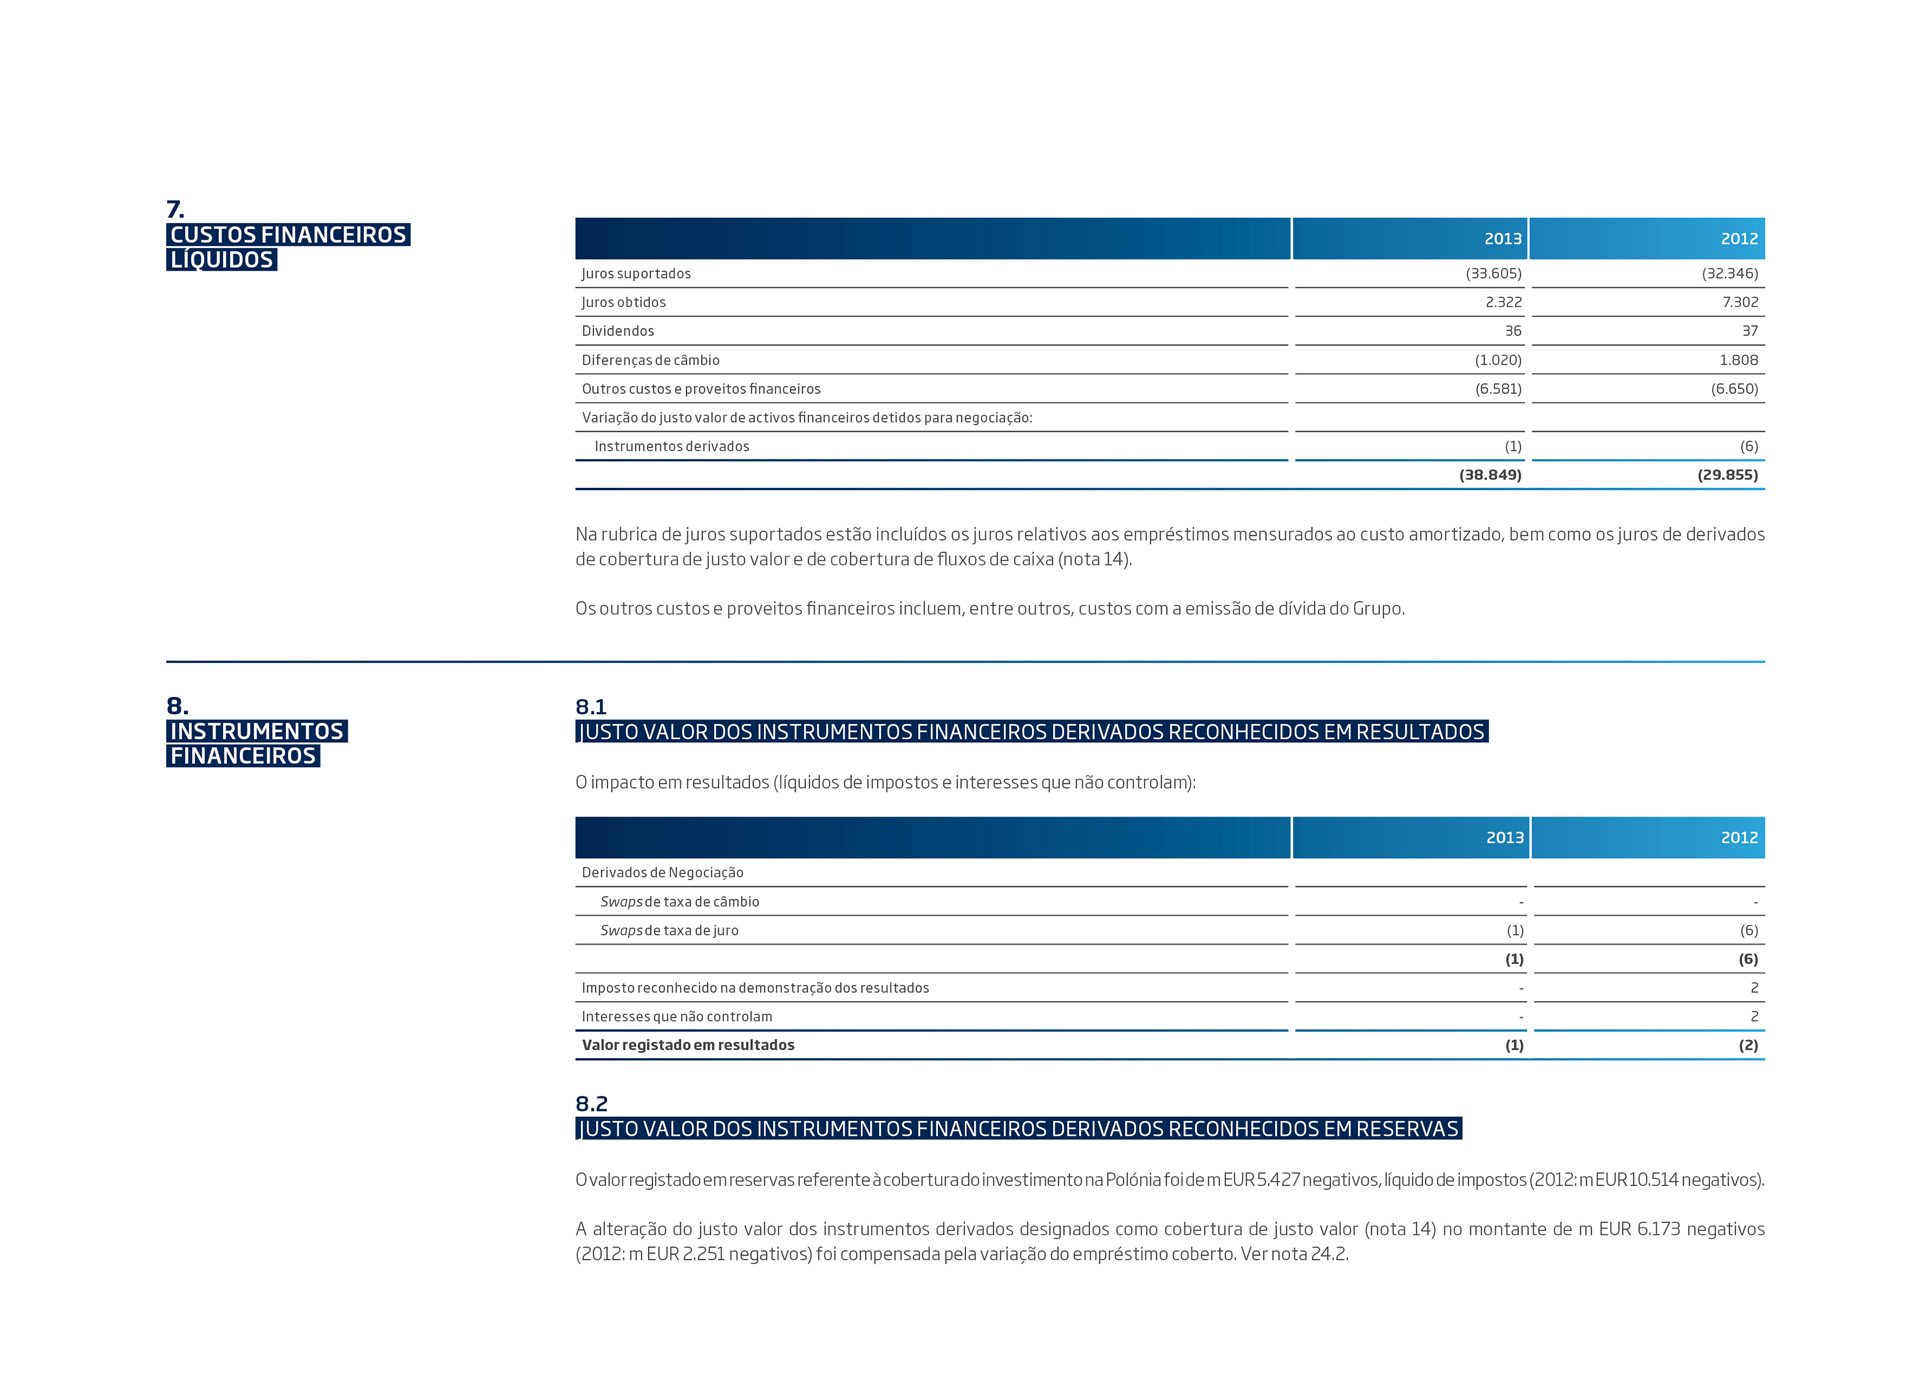 7.
CUSTOS FINANCEIROS
LÍQUIDOS
2013 2012
Juros suportados (33.605) (32.346)
Juros obtidos 2.322 7.302
Dividendos 36 37
Diferenças de câmbio (1.020) 1.808
Outros custos e proveitos financeiros (6.581) (6.650)
Variação do justo valor de activos financeiros detidos para negociação:
Instrumentos derivados (1) (6)
(38.849) (29.855)
Na rubrica de juros suportados estão incluídos os juros relativos aos empréstimos mensurados ao custo amortizado, bem como os juros de derivados
de cobertura de justo valor e de cobertura de fluxos de caixa (nota 14).
Os outros custos e proveitos financeiros incluem, entre outros, custos com a emissão de dívida do Grupo.
8.
INSTRUMENTOS
FINANCEIROS
8.1
JUSTO VALOR DOS INSTRUMENTOS FINANCEIROS DERIVADOS RECONHECIDOS EM RESULTADOS
O impacto em resultados (líquidos de impostos e interesses que não controlam):
2013 2012
Derivados de Negociação
Swaps de taxa de câmbio - -
Swaps de taxa de juro (1) (6)
(1) (6)
Imposto reconhecido na demonstração dos resultados - 2
Interesses que não controlam - 2
Valor registado em resultados (1) (2)
8.2
JUSTO VALOR DOS INSTRUMENTOS FINANCEIROS DERIVADOS RECONHECIDOS EM RESERVAS
O valor registado em reservas referente à cobertura do investimento na Polónia foi de m EUR 5.427 negativos, líquido de impostos (2012: m EUR 10.514 negativos).
A alteração do justo valor dos instrumentos derivados designados como cobertura de justo valor (nota 14) no montante de m EUR 6.173 negativos
(2012: m EUR 2.251 negativos) foi compensada pela variação do empréstimo coberto. Ver nota 24.2.